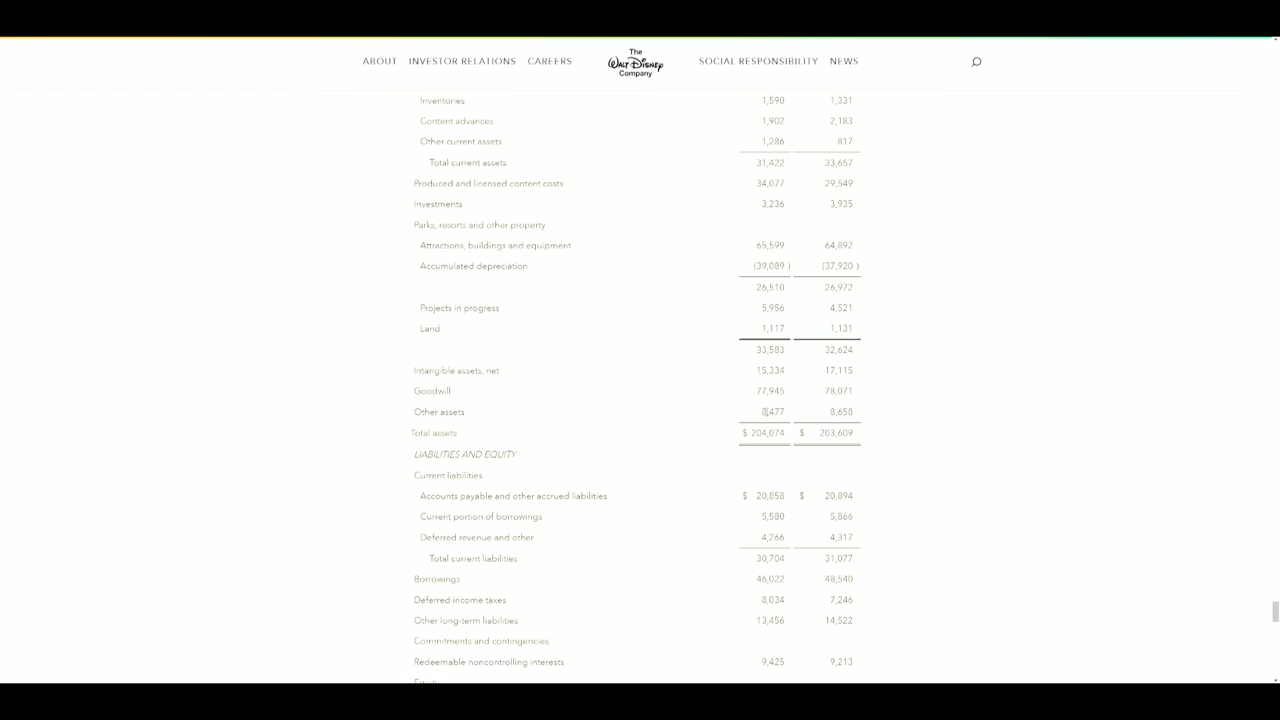 ABOUT INVESTOR RELATIONS CAREERS The WALT DISNEY Company SOCIAL RESPONSIBILITY NEWS
Inventories 1,590 1,331
Content advances 1,902 2,183
Other current assets 1,286 817
Total current assets 31,422 33,657
Produced and licensed content costs 34,077 29,549
Investments 3,236 3,935
Parks, resorts and other property
Attractions, buildings and equipment 65,599 64,892
Accumulated depreciation (39,089 ) (37,920 )
26,510 26,972
Projects in progress 5,956 4,521
Land 1,117 1,131
33,583 32,624
Intangible assets, net 15,334 17,115
Goodwill 77,945 78,071
Other assets 8,477 8,658
Total assets $ 204,074 $ 203,609
LIABILITIES AND EQUITY
Current liabilities
Accounts payable and other accrued liabilities $ 20,858 $ 20,894
Current portion of borrowings 5,580 5,866
Deferred revenue and other 4,266 4,317
Total current liabilities 30,704 31,077
Borrowings 46,022 48,540
Deferred income taxes 8,034 7,246
Other long-term liabilities 13,456 14,522
Commitments and contingencies
Redeemable noncontrolling interests 9,425 9,213
Equity